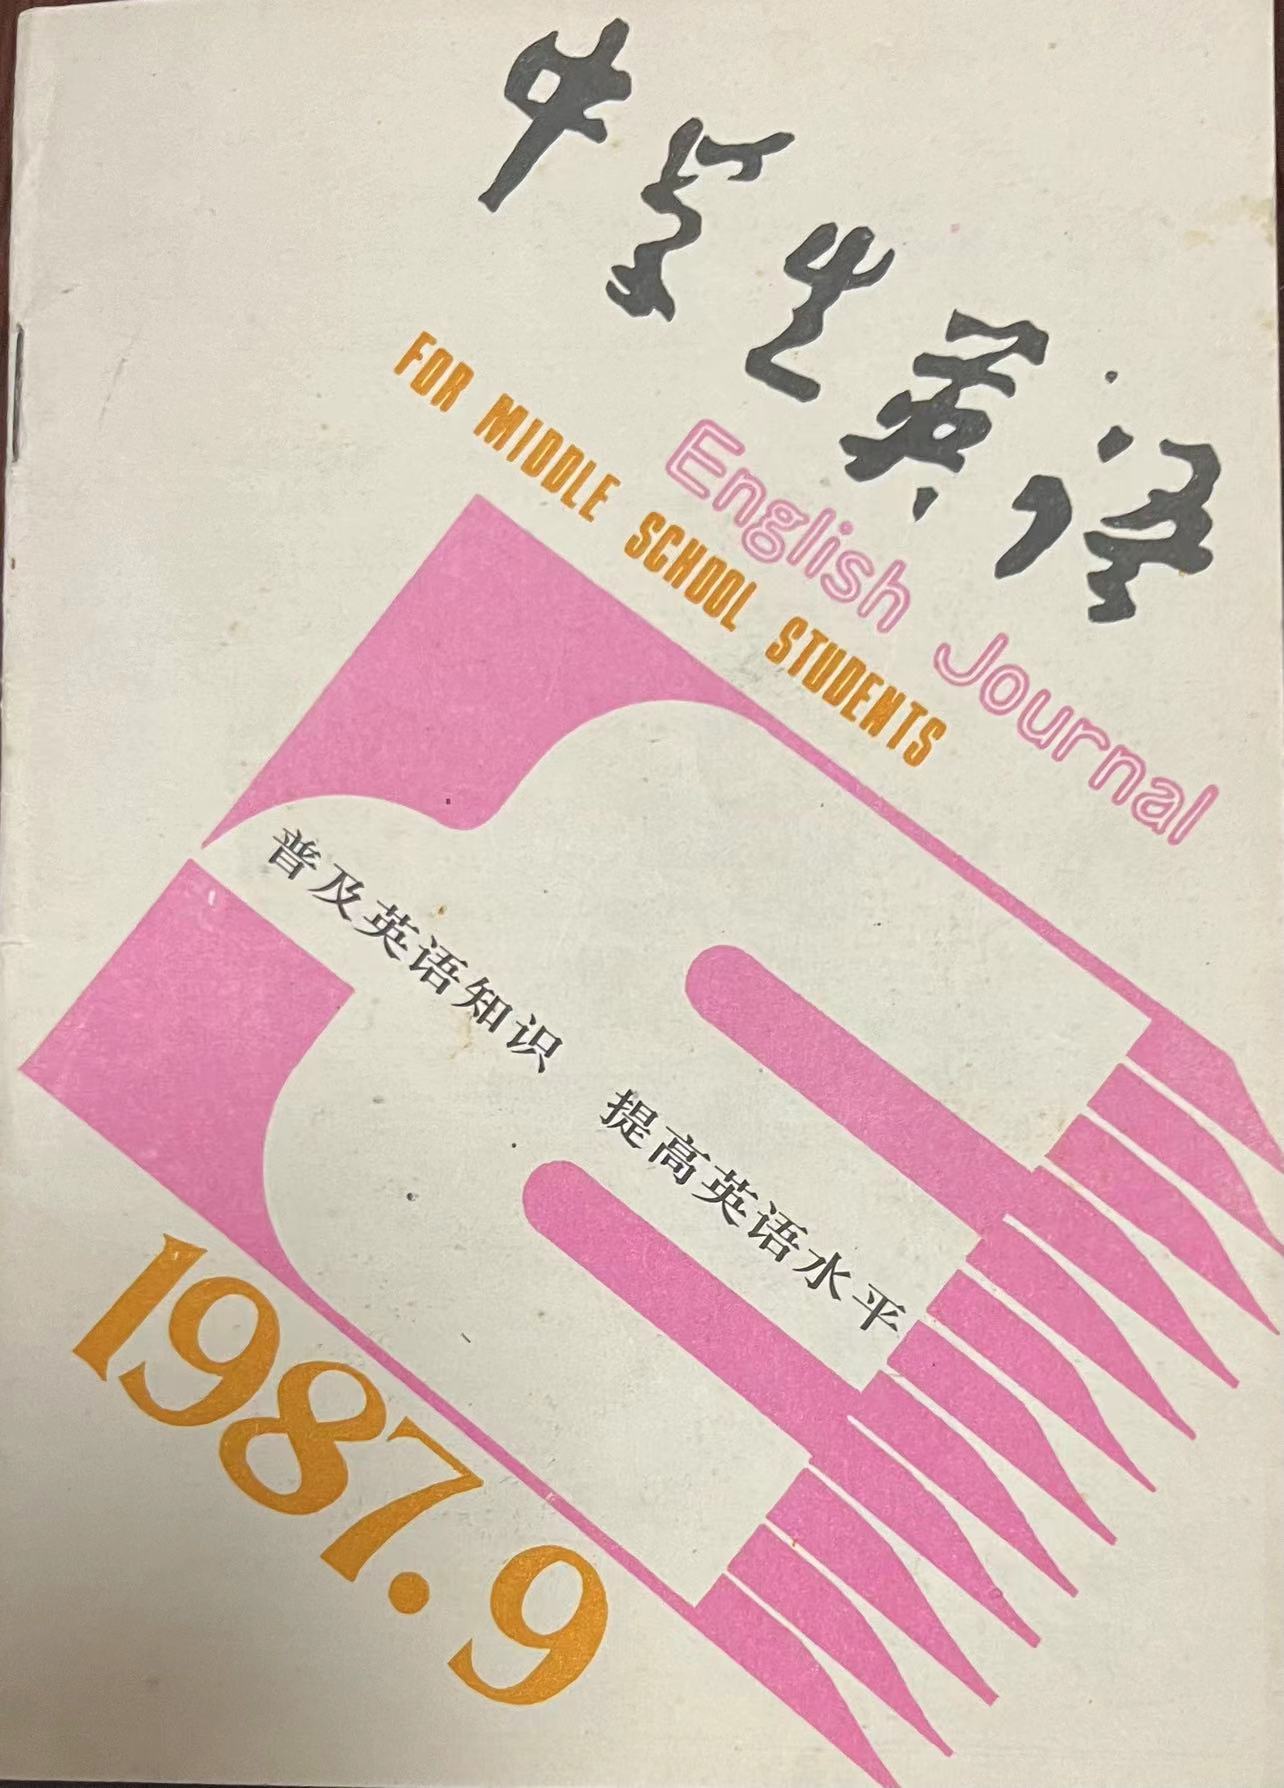 中学生英语
English Journal
FOR MIDDLE SCHOOL STUDENTS
普及英语知识 提高英语水平
1987.9